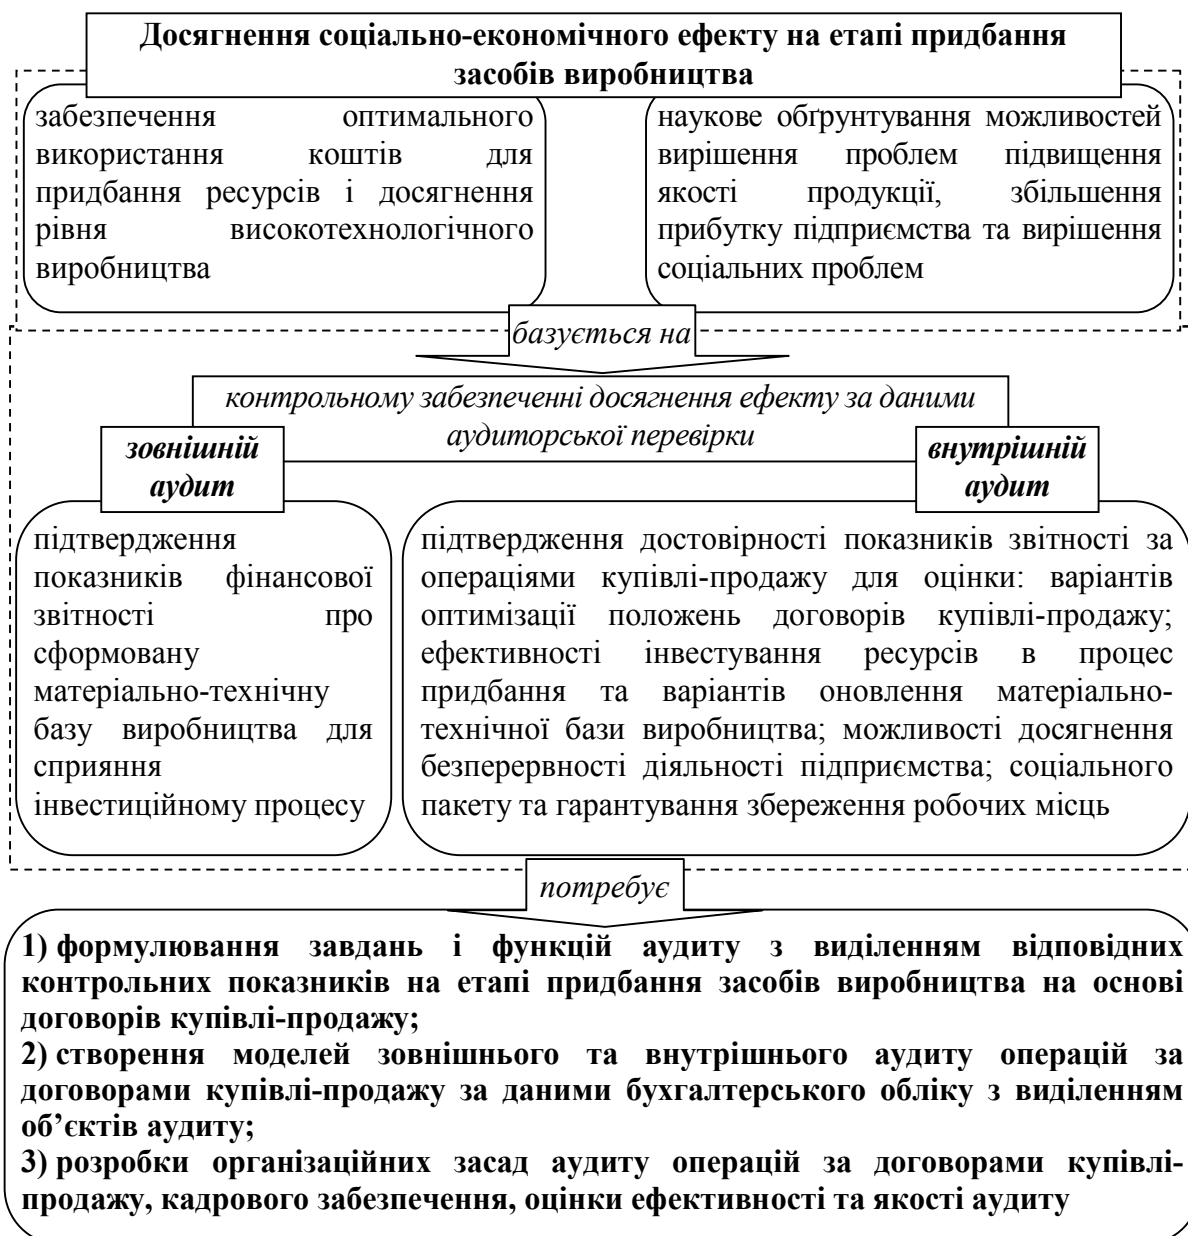 Досягнення соціально-економічного ефекту на етапі придбання
засобів виробництва
забезпечення оптимального
використання коштів для
придбання ресурсів і досягнення
рівня високотехнологічного
виробництва
наукове обґрунтування можливостей
вирішення проблем підвищення
якості продукції, збільшення
прибутку підприємства та вирішення
соціальних проблем
базується на
контрольному забезпеченні досягнення ефекту за даними
аудиторської перевірки
зовнішній
аудит
внутрішній
аудит
підтвердження
показників фінансової
звітності про
сформовану
матеріально-технічну
базу виробництва для
сприяння
інвестиційному процесу
підтвердження достовірності показників звітності за
операціями купівлі-продажу для оцінки: варіантів
оптимізації положень договорів купівлі-продажу;
ефективності інвестування ресурсів в процес
придбання та варіантів оновлення матеріально-
технічної бази виробництва; можливості досягнення
безперервності діяльності підприємства; соціального
пакету та гарантування збереження робочих місць
потребує
1) формулювання завдань і функцій аудиту з виділенням відповідних
контрольних показників на етапі придбання засобів виробництва на основі
договорів купівлі-продажу;
2) створення моделей зовнішнього та внутрішнього аудиту операцій за
договорами купівлі-продажу за даними бухгалтерського обліку з виділенням
об’єктів аудиту;
3) розробки організаційних засад аудиту операцій за договорами купівлі-
продажу, кадрового забезпечення, оцінки ефективності та якості аудиту